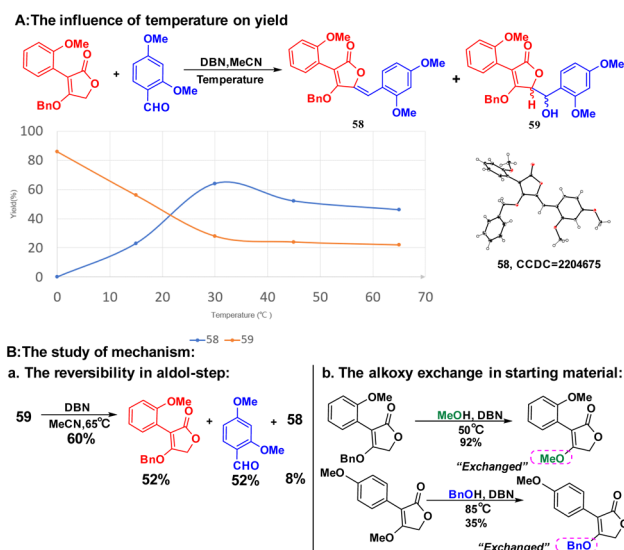 A:The influence of temperature on yield
OMe
O
O
BnO
+
OMe
OMe
CHO
DBN,MeCN
Temperature
OMe
O
O
BnO
OMe
OMe
58
+
OMe
O
O
BnO
H
OH
OMe
OMe
59
Yield(%)
100
80
60
40
20
0
0 10 20 30 40 50 60 70
Temperature (℃)
58 59
58, CCDC=2204675
B:The study of mechanism:
a. The reversibility in aldol-step:
59
DBN
MeCN,65℃
60%
OMe
O
O
BnO
52%
+
OMe
OMe
CHO
52%
+ 58
8%
b. The alkoxy exchange in starting material:
OMe
O
O
BnO
MeOH, DBN
50℃
92%
OMe
O
O
MeO
“Exchanged”
MeO
O
O
MeO
BnOH, DBN
85℃
35%
OMe
O
O
BnO
“Exchanged”